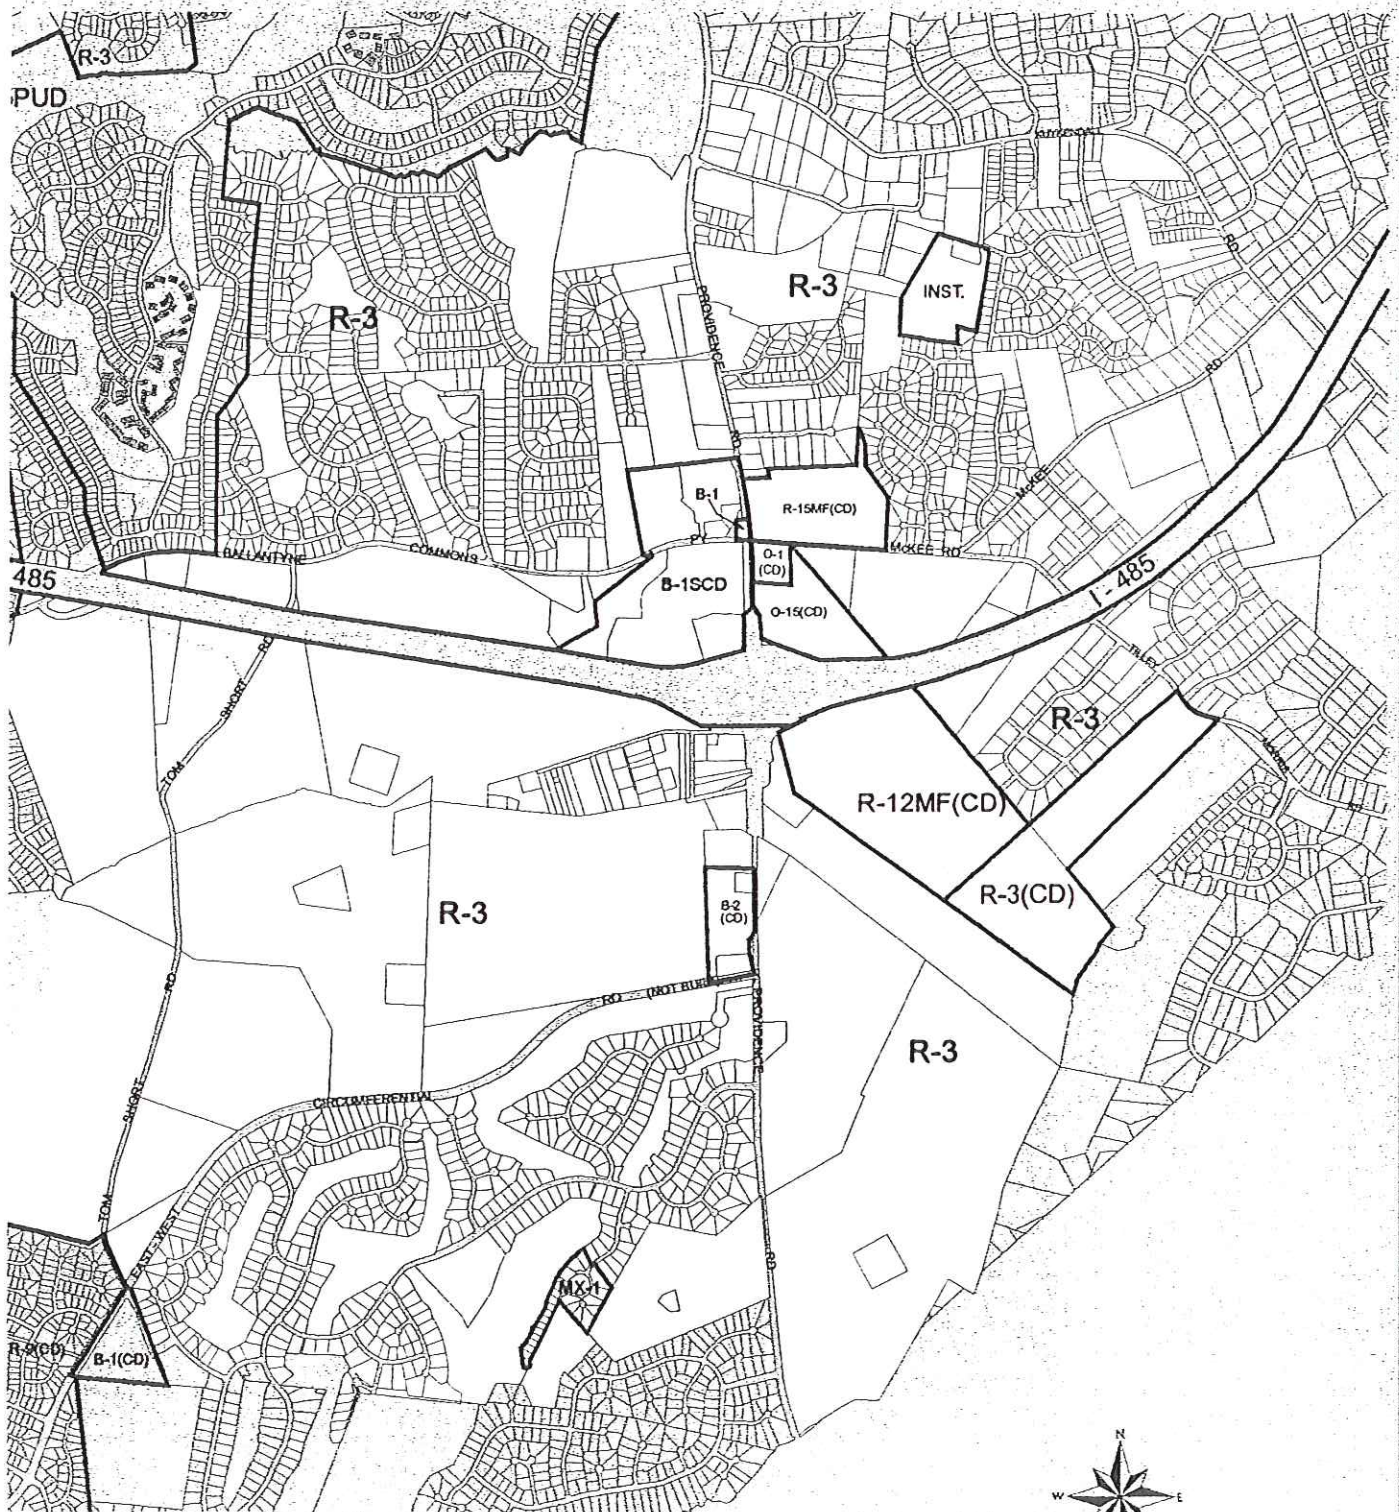 R-3
PUD
R-3
R-3
INST.
PROVIDENCE
RD
RD
RD
McKEE
B-1
R-15MF(CD)
PY
BALLANTYNE
COMMONS
McKEE RD
O-1
(CD)
485
I - 485
B-1SCD
O-15(CD)
RD
TILLEY
SHORT
R-3
TOM
R-12MF(CD)
RD
R-3(CD)
R-3
B-2
(CD)
RD
RD
(NOT BUI
PROVIDENCE
R-3
SHORT
CIRCUMFERENTIAL
TOM
EAST - WEST
RD
MX-1
R-9(CD)
B-1(CD)
N
W
E